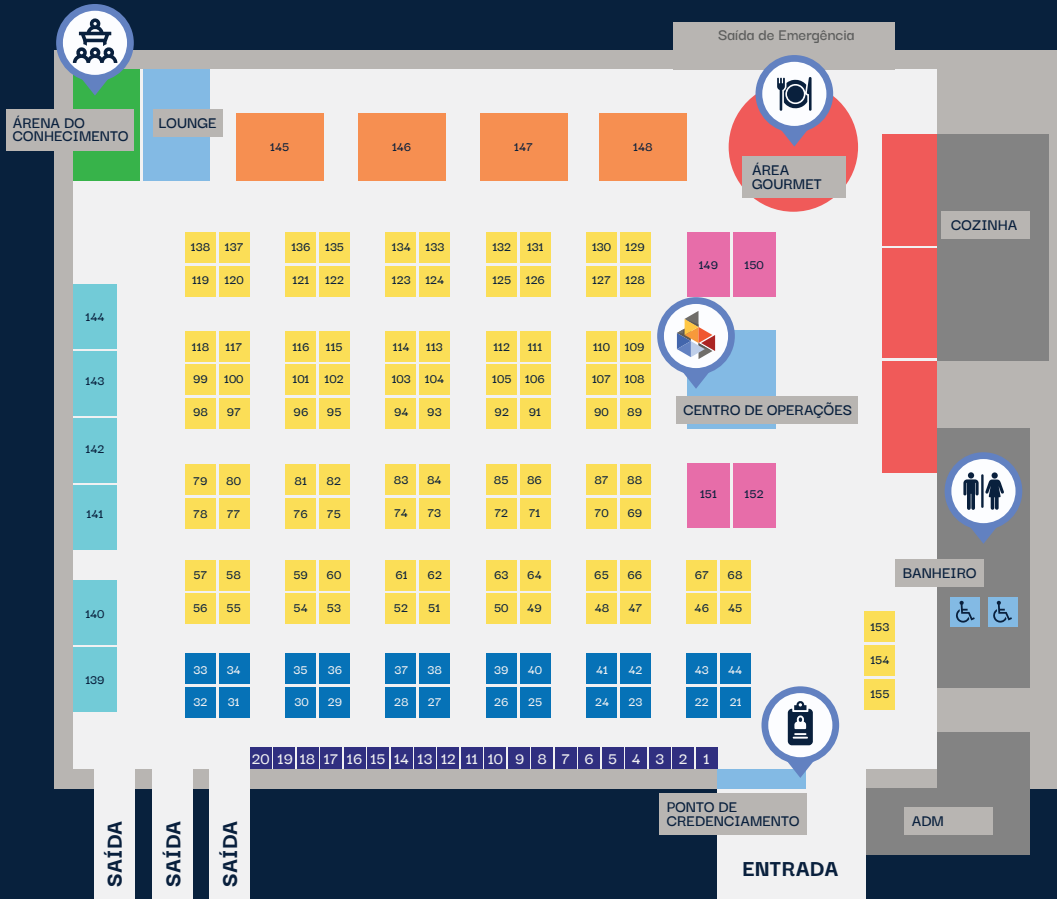 Saída de Emergência
ÁRENA DO
CONHECIMENTO
LOUNGE
145 146 147 148
ÁREA
GOURMET
COZINHA
138 137 136 135 134 133 132 131 130 129
119 120 121 122 123 124 125 126 127 128
149 150
144
143
142
141
118 117 116 115 114 113 112 111 110 109
99 100 101 102 103 104 105 106 107 108
98 97 96 95 94 93 92 91 90 89
CENTRO DE OPERAÇÕES
79 80 81 82 83 84 85 86 87 88
78 77 76 75 74 73 72 71 70 69
151 152
BANHEIRO
57 58 59 60 61 62 63 64 65 66 67 68
56 55 54 53 52 51 50 49 48 47 46 45
140
139
153
154
155
33 34 35 36 37 38 39 40 41 42 43 44
32 31 30 29 28 27 26 25 24 23 22 21
20 19 18 17 16 15 14 13 12 11 10 9 8 7 6 5 4 3 2 1
PONTO DE
CREDENCIAMENTO
ADM
SAÍDA
SAÍDA
SAÍDA
ENTRADA